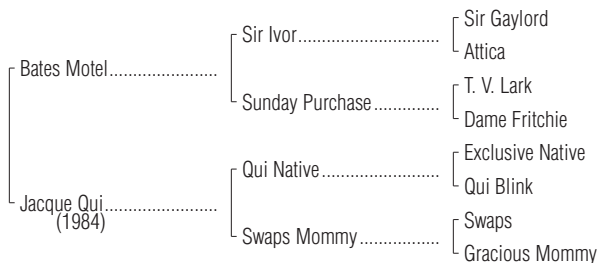 Bates Motel
Jacque Qui
(1984)
Sir Ivor
Sunday Purchase
Qui Native
Swaps Mommy
Sir Gaylord
Attica
T. V. Lark
Dame Fritchie
Exclusive Native
Qui Blink
Swaps
Gracious Mommy